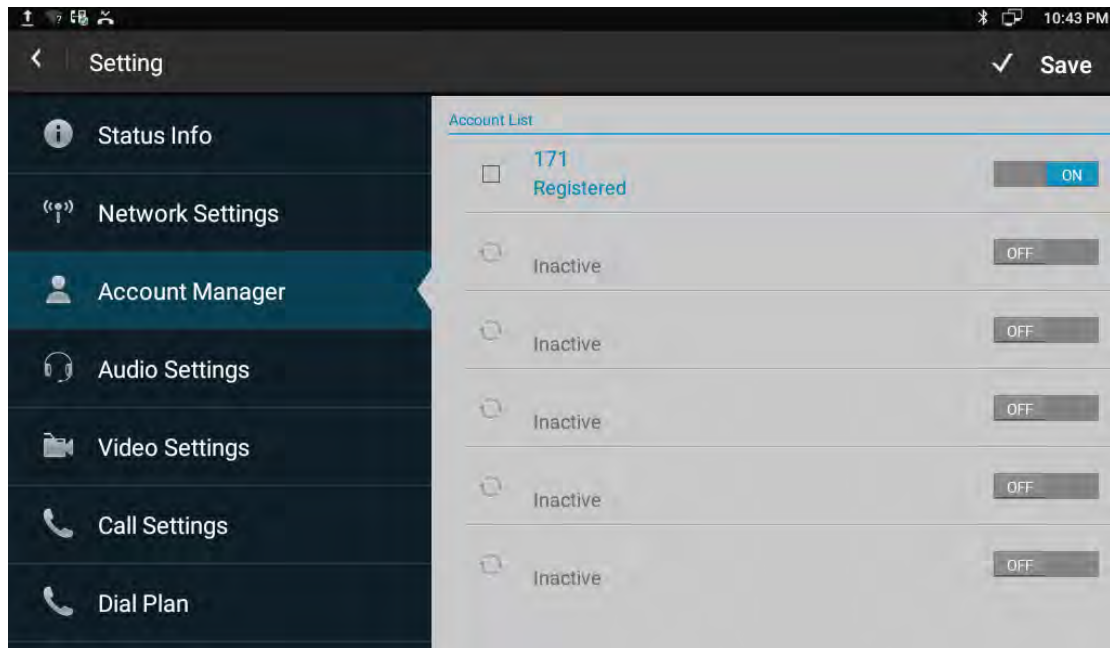 10:43 PM
Setting
Save
Status Info
Network Settings
Account Manager
Audio Settings
Video Settings
Call Settings
Dial Plan
Account List
171
Registered
ON
Inactive
OFF
Inactive
OFF
Inactive
OFF
Inactive
OFF
Inactive
OFF